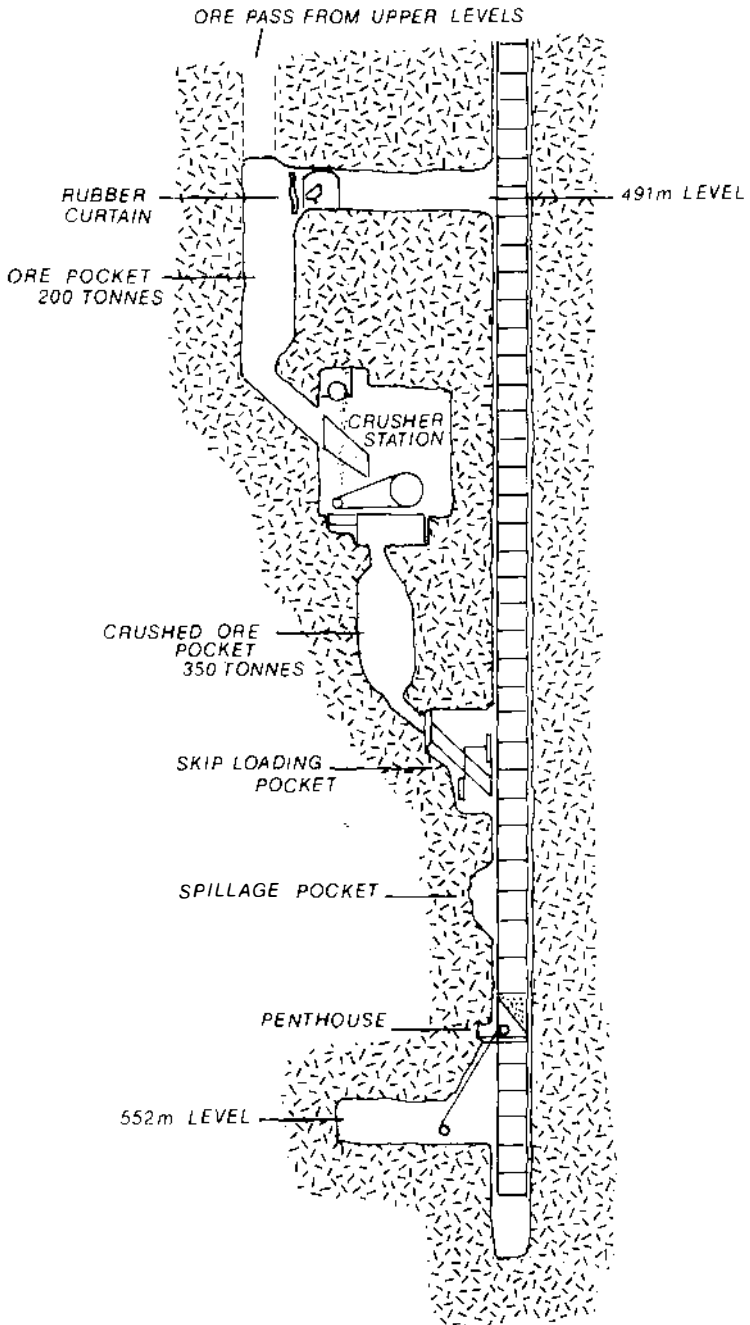 ORE PASS FROM UPPER LEVELS
RUBBER
CURTAIN
491m LEVEL
ORE POCKET
200 TONNES
CRUSHER
STATION
CRUSHED ORE
POCKET
350 TONNES
SKIP LOADING
POCKET
SPILLAGE POCKET
PENTHOUSE
552m LEVEL